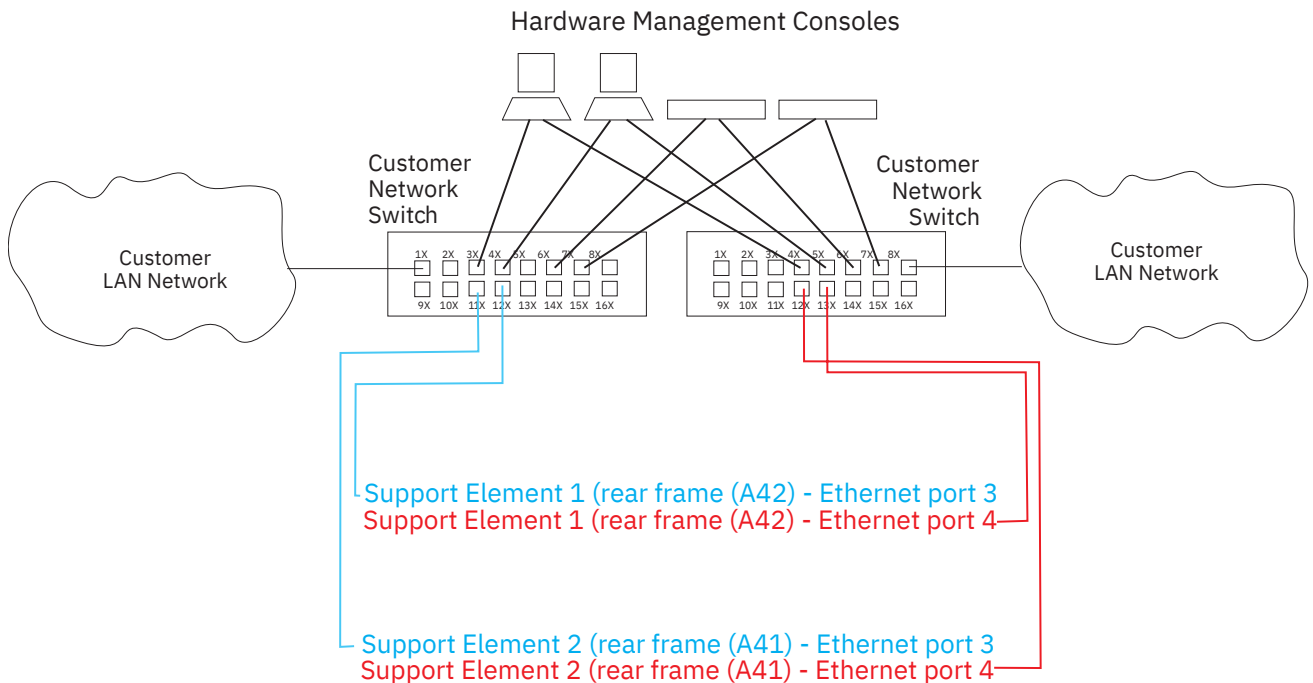 Hardware Management Consoles
Customer
Network
Switch
Customer
Network
Switch
Customer
LAN Network
Customer
LAN Network
1X 2X 3X 4X 5X 6X 7X 8X
9X 10X 11X 12X 13X 14X 15X 16X
1X 2X 3X 4X 5X 6X 7X 8X
9X 10X 11X 12X 13X 14X 15X 16X
Support Element 1 (rear frame (A42) - Ethernet port 3
Support Element 1 (rear frame (A42) - Ethernet port 4
Support Element 2 (rear frame (A41) - Ethernet port 3
Support Element 2 (rear frame (A41) - Ethernet port 4